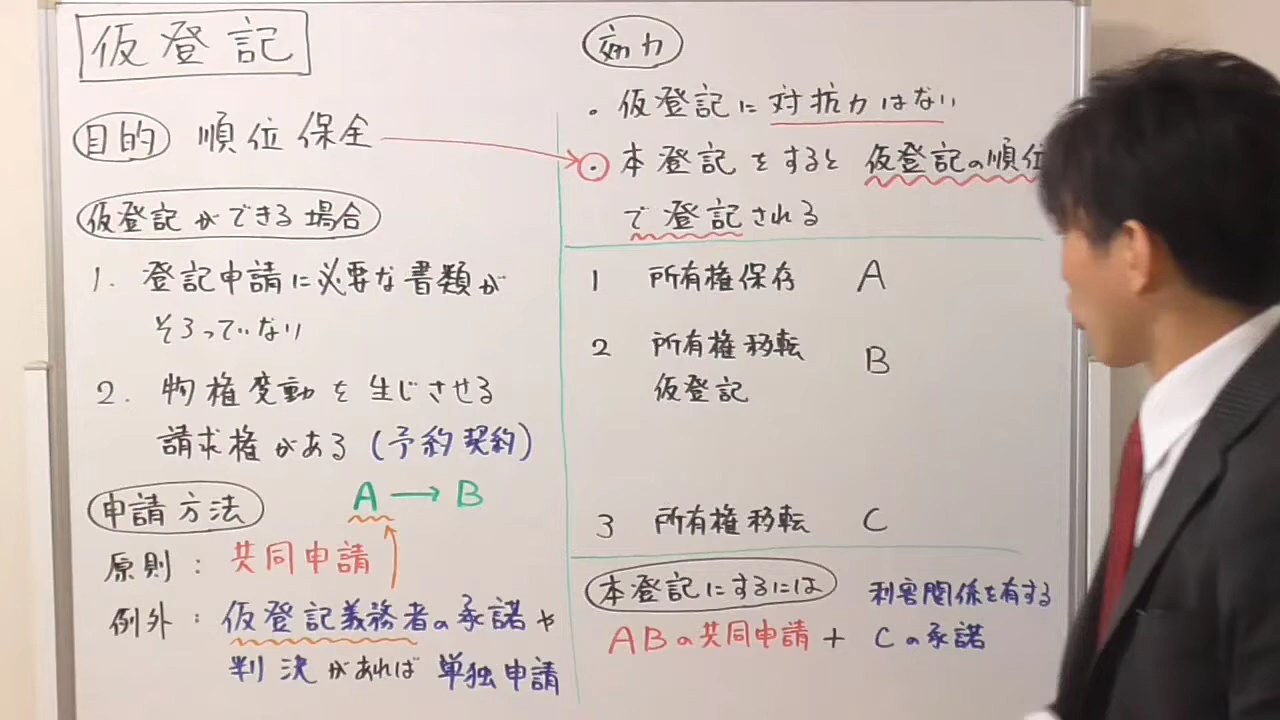 仮登記
目的 順位保全
仮登記ができる場合
1. 登記申請に必要な書類が
そろっていない
2. 物権変動を生じさせる
請求権がある(予約契約)
申請方法 A→B
原則:共同申請
例外:仮登記義務者の承諾や
判決があれば単独申請
効力
・仮登記に対抗力はない
・本登記をすると仮登記の順位
で登記される
1 所有権保存 A
2 所有権移転 B
仮登記
3 所有権移転 C
本登記にするには 利害関係を有する
ABの共同申請+Cの承諾